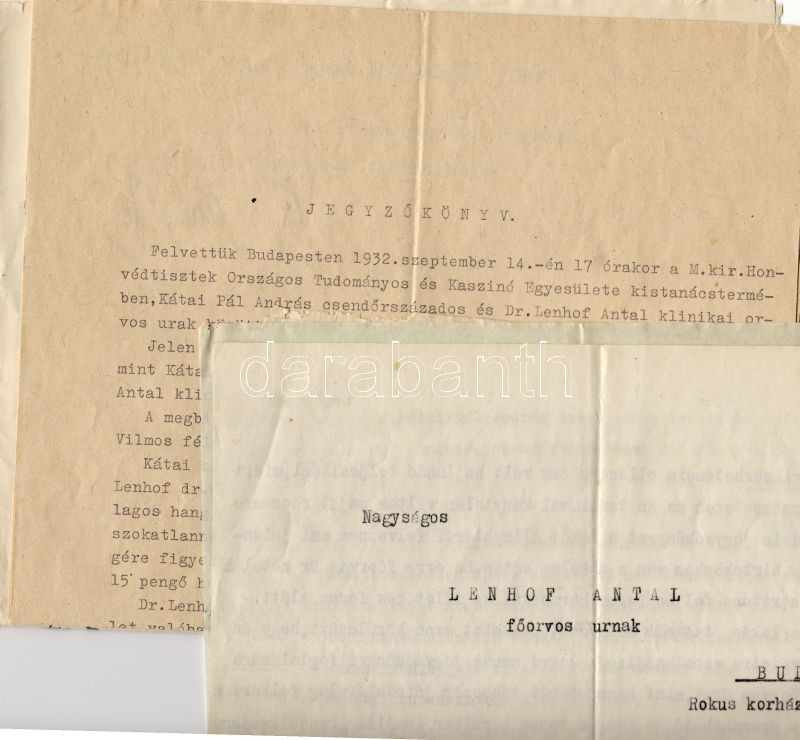 JEGYZŐKÖNYV.
Felvettük Budapesten 1932.szeptember 14.-én 17 órakor a M.kir.Hon-
védtisztek Országos Tudományos és Kaszinó Egyesülete kistanácstermé-
ben,Kátai Pál András csendőrszázados és Dr.Lenhof Antal klinikai or-
vos urak
Jelen
mint Káta
Antal kli
A megbi
Vilmos fé
Kátai
Lenhof dr.
lagos hang
szokatlann
gére figye
15 pengő
Dr.Lenh
darabanth
Nagyságos
LENHOF ANTAL
főorvos urnak
BU
Rokus korház